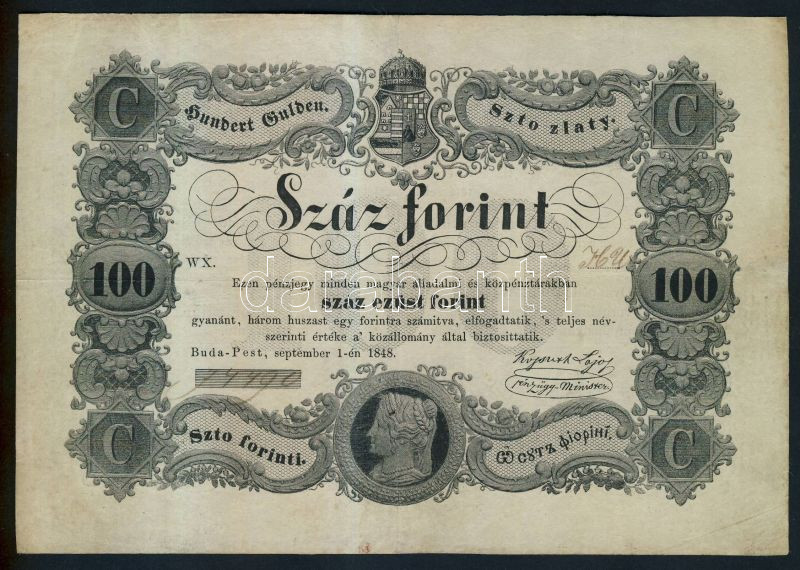 C Hundert Gulden. Szto zlaty. C
Száz forint
WX.
100 100
Ezen pénzjegy minden magyar álladalmi és közpénztárakban
száz ezüst forint
gyanánt, három huszast egy forintra számitva, elfogadtatik, 's teljes név-
szerinti értéke a' közállomány által biztosittatik.
Buda-Pest, september 1-én 1848.
Kossuth Lajos
pénzügy Minister
C Szto forinti. C
darabanth